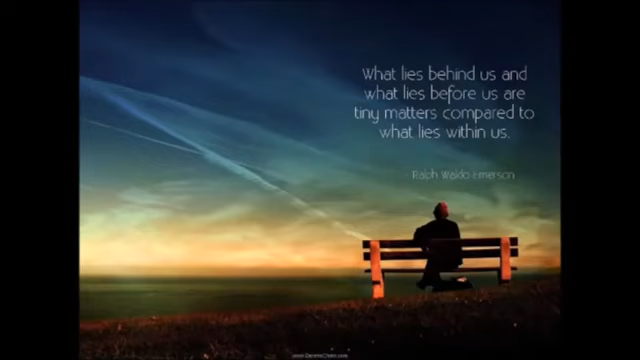 What lies behind us and
what lies before us are
tiny matters compared to
what lies within us.
- Ralph Waldo Emerson